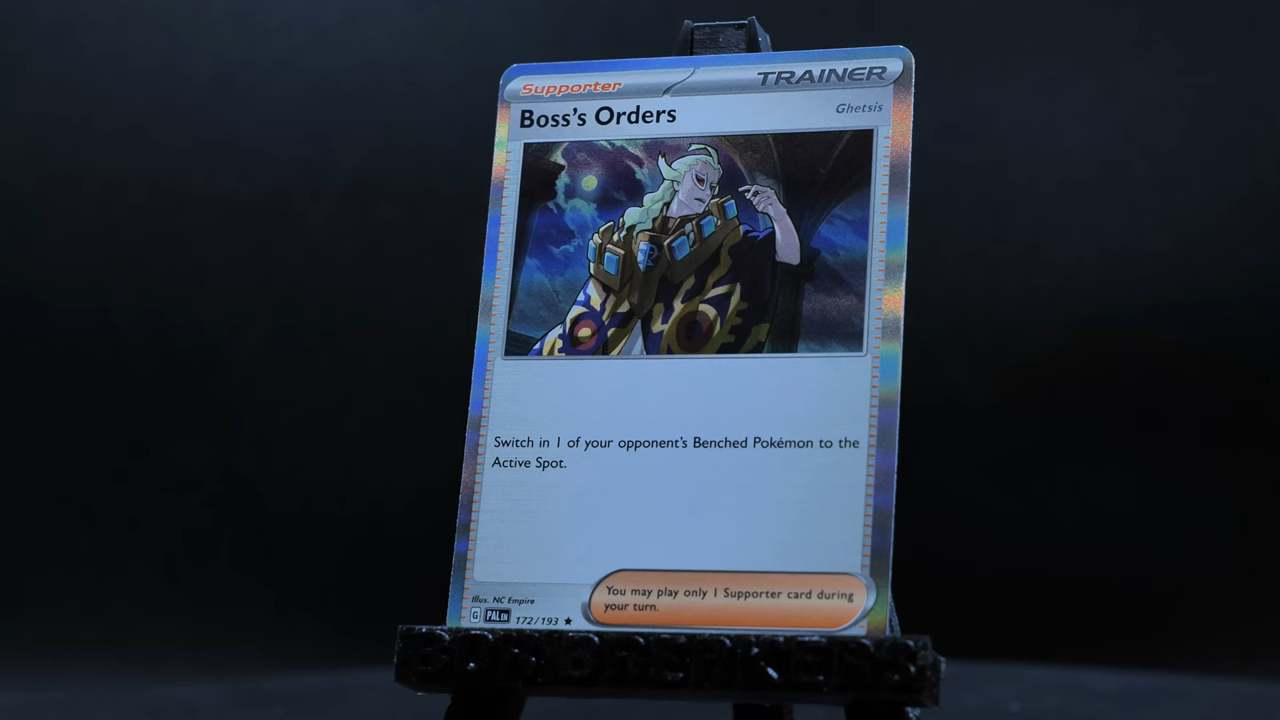 Supporter
TRAINER
Boss's Orders
Ghetsis
Switch in 1 of your opponent's Benched Pokémon to the
Active Spot.
You may play only 1 Supporter card during
your turn.
Illus. NC Empire
G PAL EN 172/193 ★